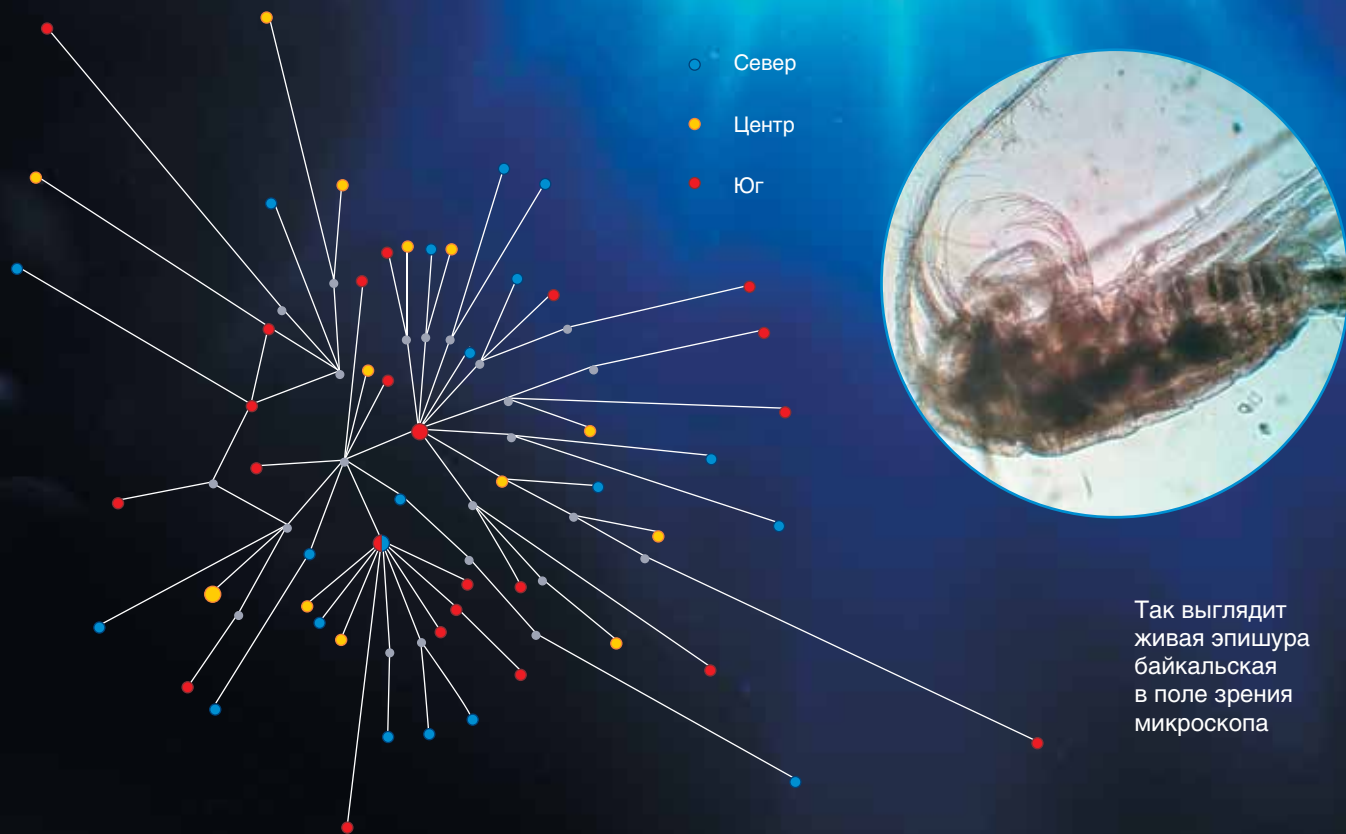 Север
Центр
Юг
Так выглядит
живая эпишура
байкальская
в поле зрения
микроскопа